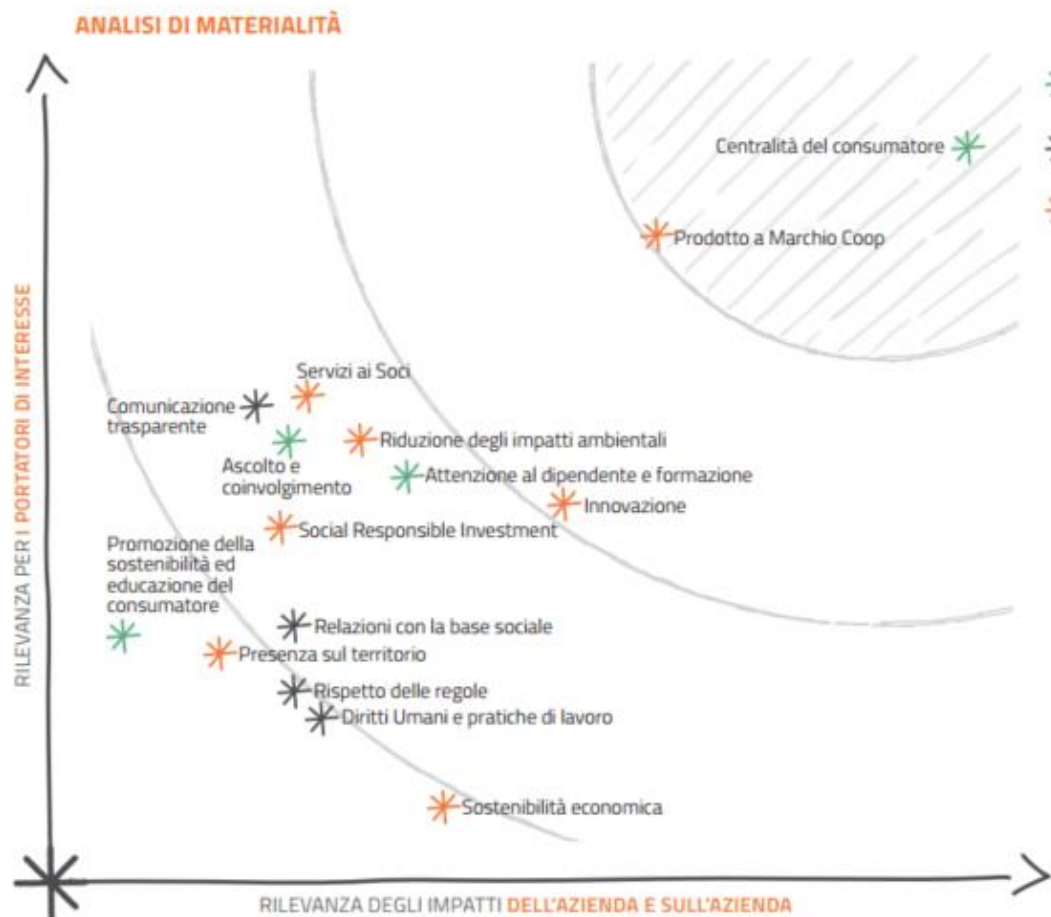 ANALISI DI MATERIALITÀ
Centralità del consumatore
Prodotto a Marchio Coop
Servizi ai Soci
Comunicazione
trasparente
Riduzione degli impatti ambientali
Ascolto e
coinvolgimento
Attenzione al dipendente e formazione
Innovazione
Social Responsible Investment
Promozione della
sostenibilità ed
educazione del
consumatore
Relazioni con la base sociale
Presenza sul territorio
Rispetto delle regole
Diritti Umani e pratiche di lavoro
Sostenibilità economica
RILEVANZA PER I PORTATORI DI INTERESSE
RILEVANZA DEGLI IMPATTI DELL'AZIENDA E SULL'AZIENDA